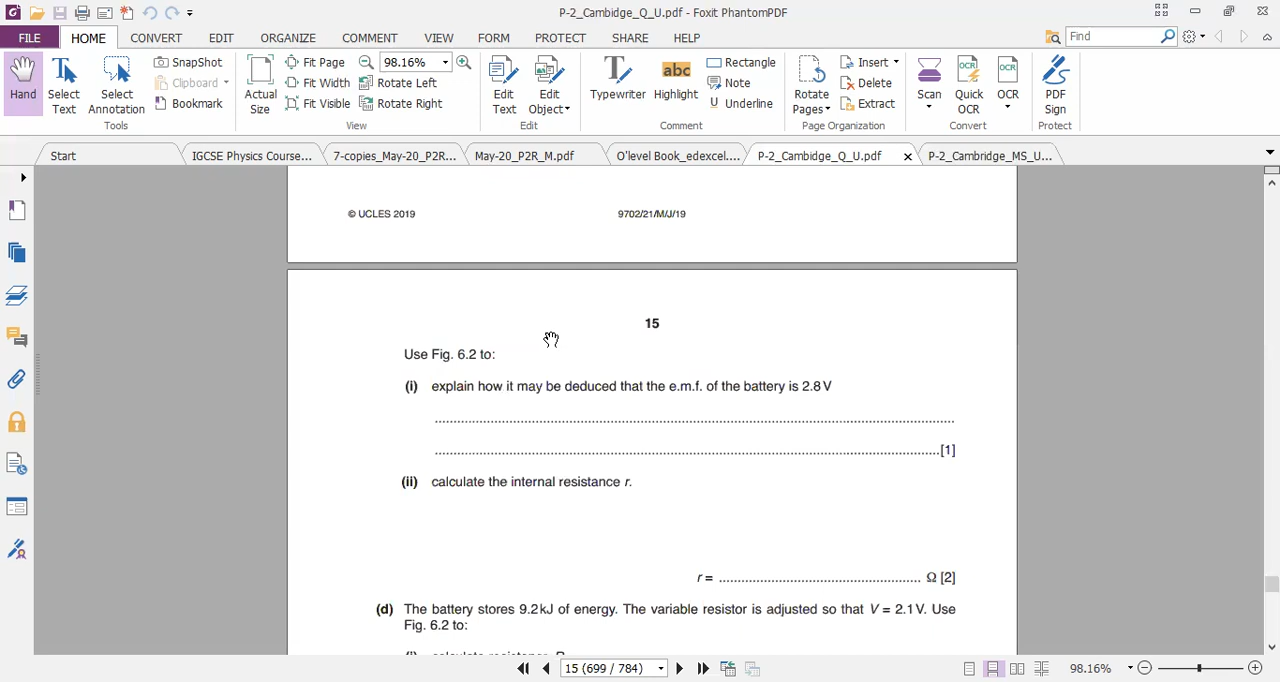 P-2_Cambidge_Q_U.pdf - Foxit PhantomPDF
FILE HOME CONVERT EDIT ORGANIZE COMMENT VIEW FORM PROTECT SHARE HELP Find
SnapShot Fit Page 98.16% Rectangle Insert
Hand Select Text Select Annotation Clipboard Actual Size Fit Width Rotate Left Edit Text Edit Object Typewriter Highlight Note Rotate Pages Delete Scan Quick OCR OCR PDF Sign
Bookmark Fit Visible Rotate Right Underline Extract
Tools View Edit Comment Page Organization Convert Protect
Start IGCSE Physics Course... 7-copies_May-20_P2R... May-20_P2R_M.pdf O'level Book_edexcel.... P-2_Cambidge_Q_U.pdf P-2_Cambridge_MS_U...
© UCLES 2019 9702/21/M/J/19
15
Use Fig. 6.2 to:
(i) explain how it may be deduced that the e.m.f. of the battery is 2.8 V
..........................................................................................................................
......................................................................................................................[1]
(ii) calculate the internal resistance r.
r = ................................................ Ω [2]
(d) The battery stores 9.2 kJ of energy. The variable resistor is adjusted so that V = 2.1 V. Use
Fig. 6.2 to:
(i) calculate resistance R
15 (699 / 784) 98.16%